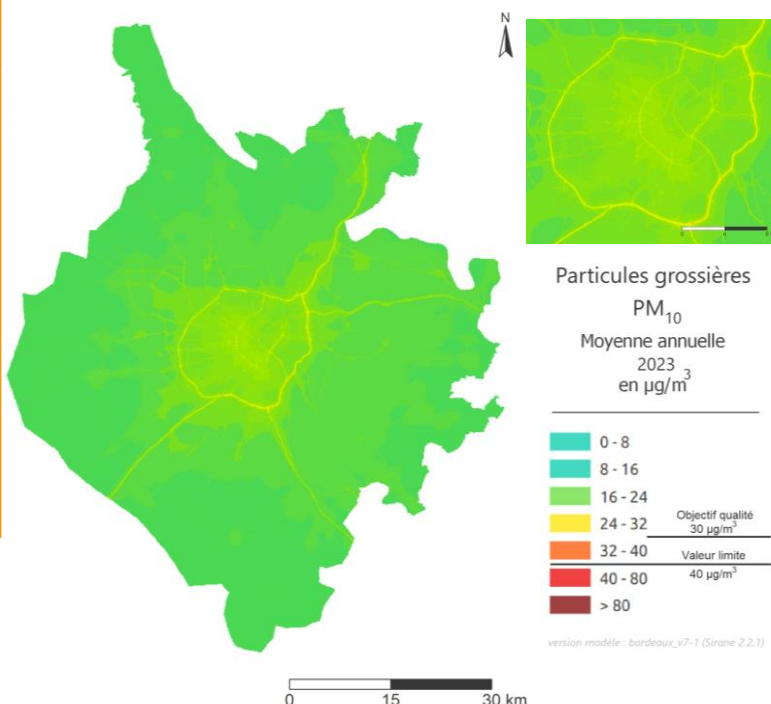 N
Particules grossières
PM10
Moyenne annuelle
2023
en µg/m3
0 - 8
8 - 16
16 - 24
24 - 32
Objectif qualité
30 µg/m3
32 - 40
Valeur limite
40 - 80
40 µg/m3
> 80
version modèle : bordeaux_v7-1 (Sirane 2.2.1)
0 15 30 km